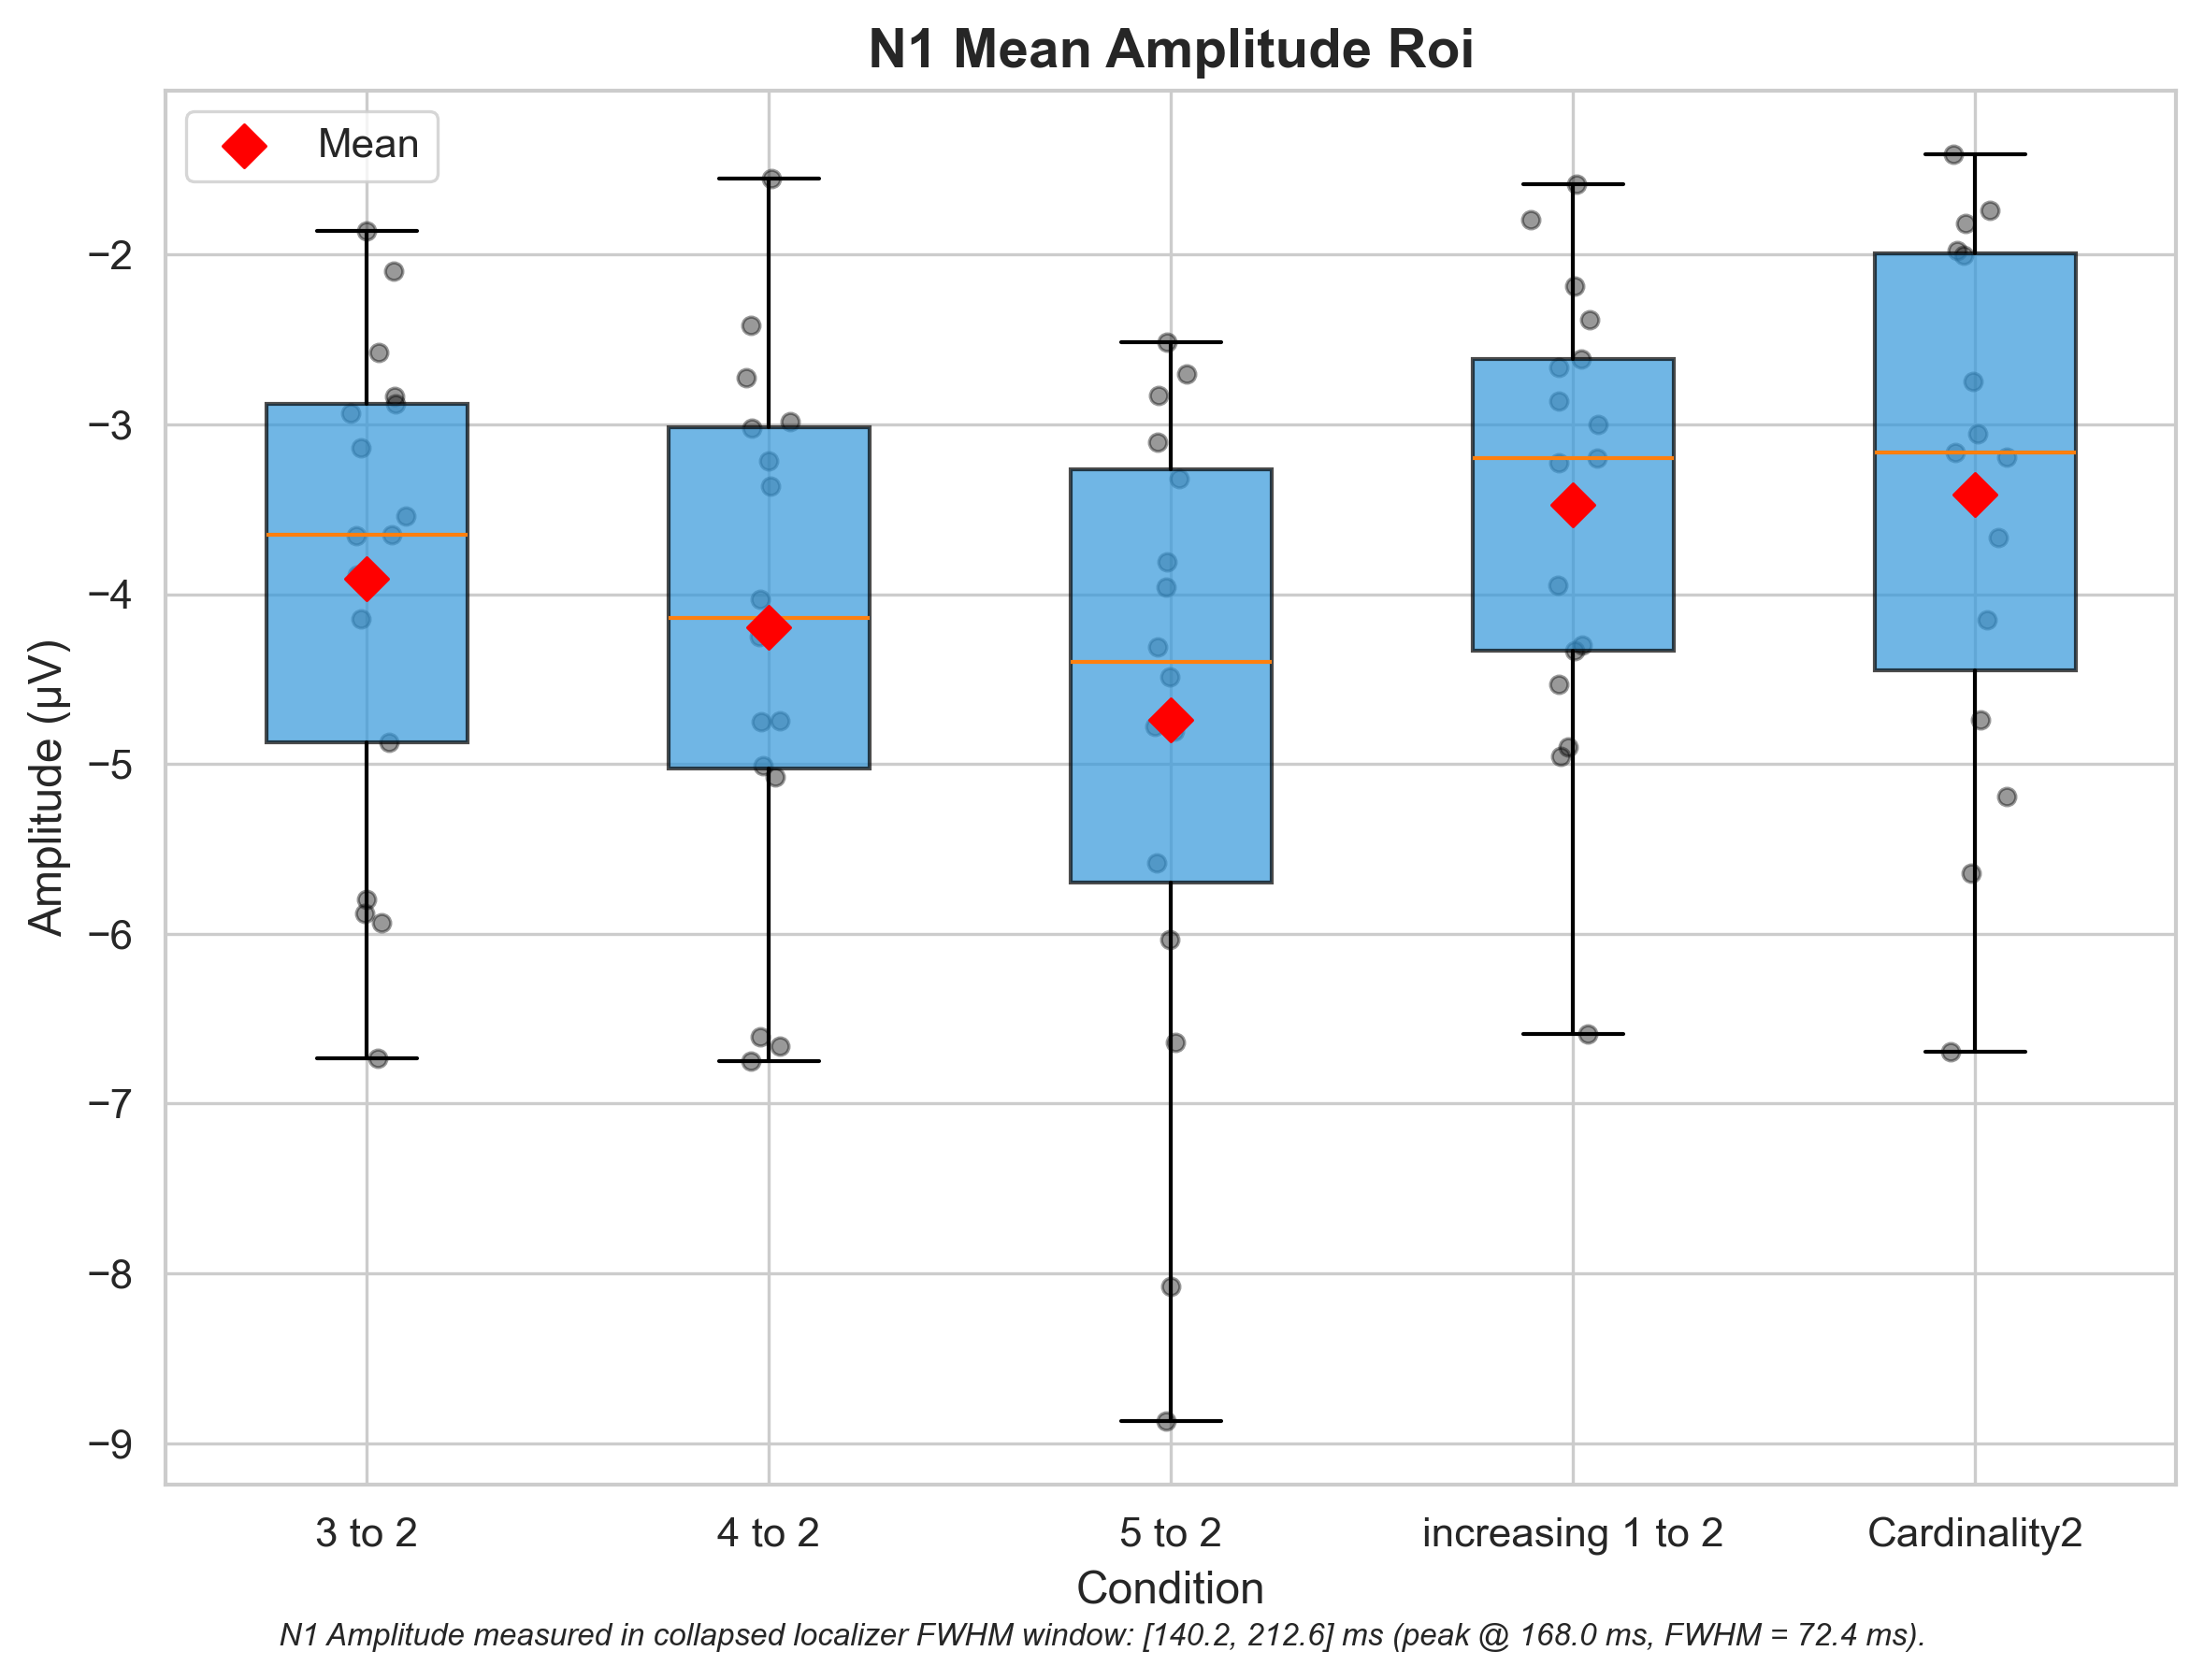 N1 Mean Amplitude Roi
Mean
−2
−3
−4
−5
−6
−7
−8
−9
Amplitude (µV)
3 to 2
4 to 2
5 to 2
increasing 1 to 2
Cardinality2
Condition
N1 Amplitude measured in collapsed localizer FWHM window: [140.2, 212.6] ms (peak @ 168.0 ms, FWHM = 72.4 ms).